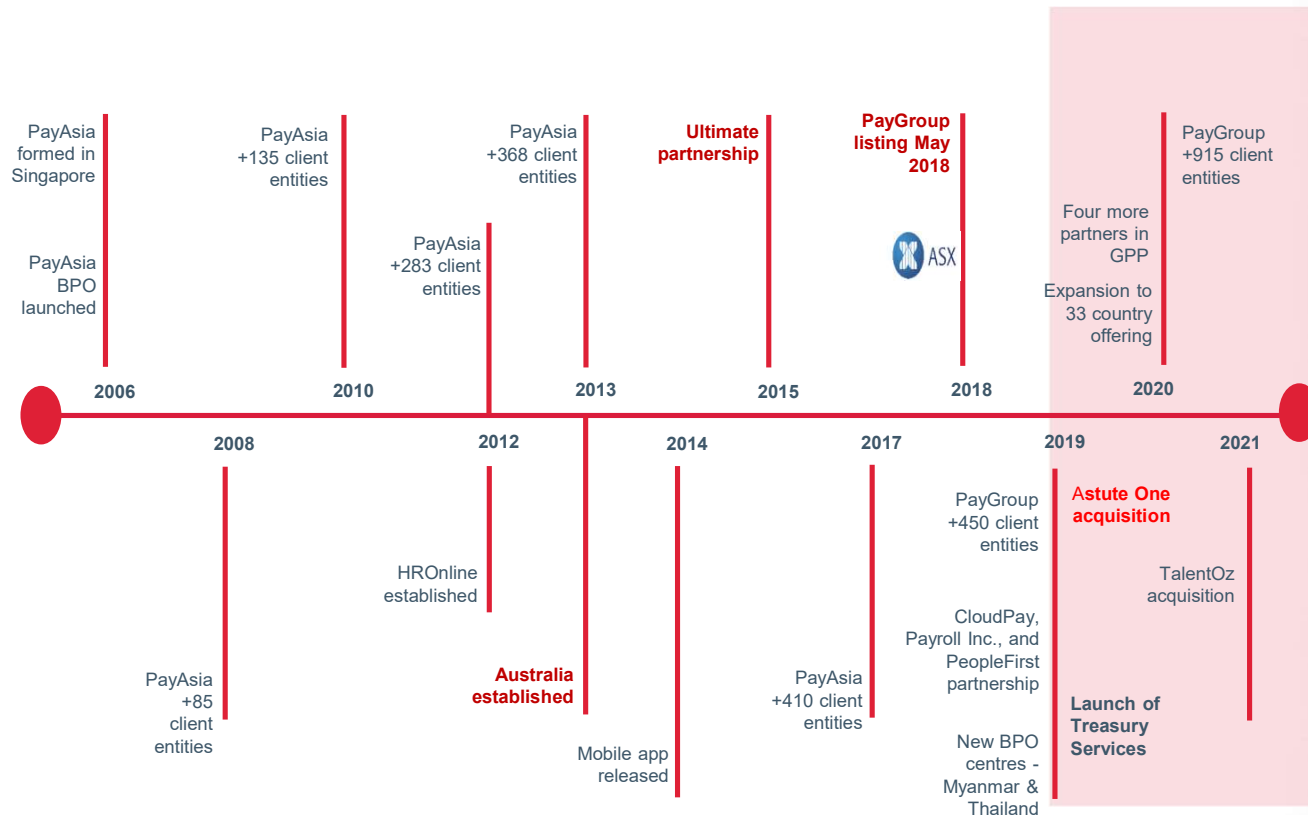 PayAsia
formed in
Singapore
PayAsia
BPO
launched
PayAsia
+135 client
entities
PayAsia
+283 client
entities
PayAsia
+368 client
entities
Ultimate
partnership
PayGroup
listing May
2018
ASX
PayGroup
+915 client
entities
Four more
partners in
GPP
Expansion to
33 country
offering
2006
2010
2013
2015
2018
2020
2008
2012
2014
2017
2019
2021
PayAsia
+85
client
entities
HROnline
established
Australia
established
Mobile app
released
PayAsia
+410 client
entities
PayGroup
+450 client
entities
CloudPay,
Payroll Inc., and
PeopleFirst
partnership
New BPO
centres -
Myanmar &
Thailand
Astute One
acquisition
Launch of
Treasury
Services
TalentOz
acquisition